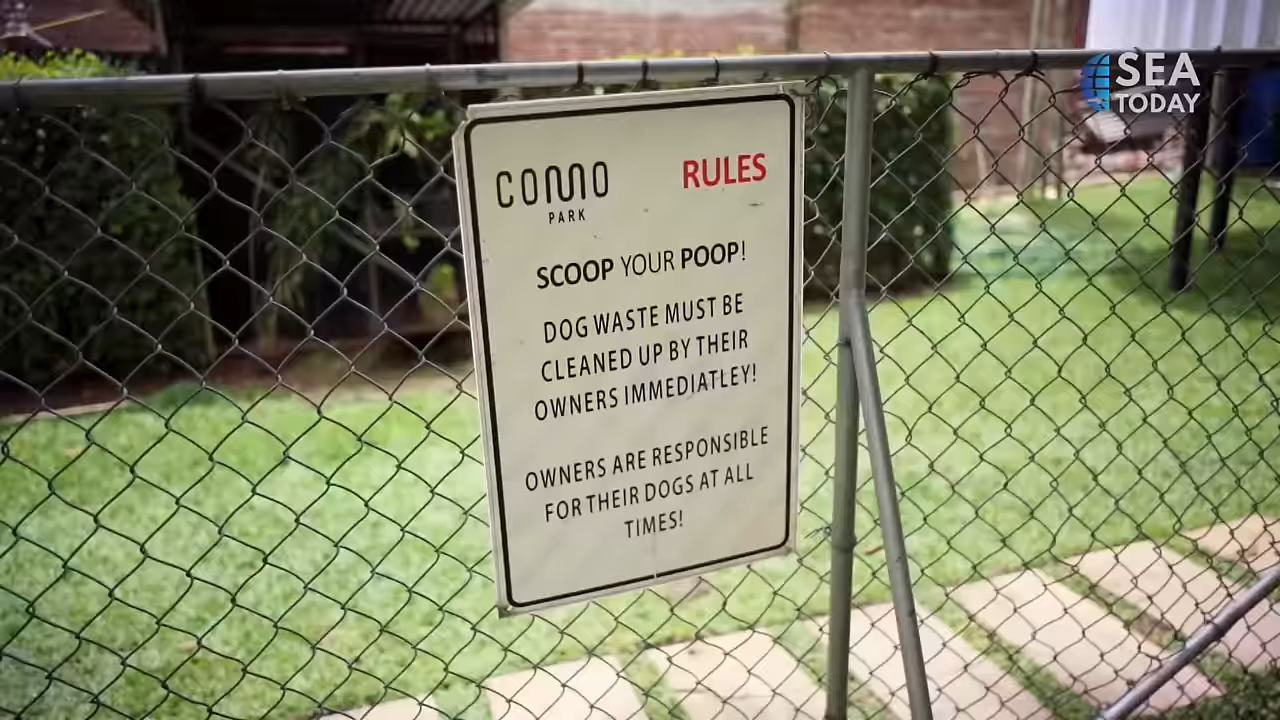 SEA
TODAY
COMO
PARK
RULES
SCOOP YOUR POOP!
DOG WASTE MUST BE
CLEANED UP BY THEIR
OWNERS IMMEDIATLEY!
OWNERS ARE RESPONSIBLE
FOR THEIR DOGS AT ALL
TIMES!